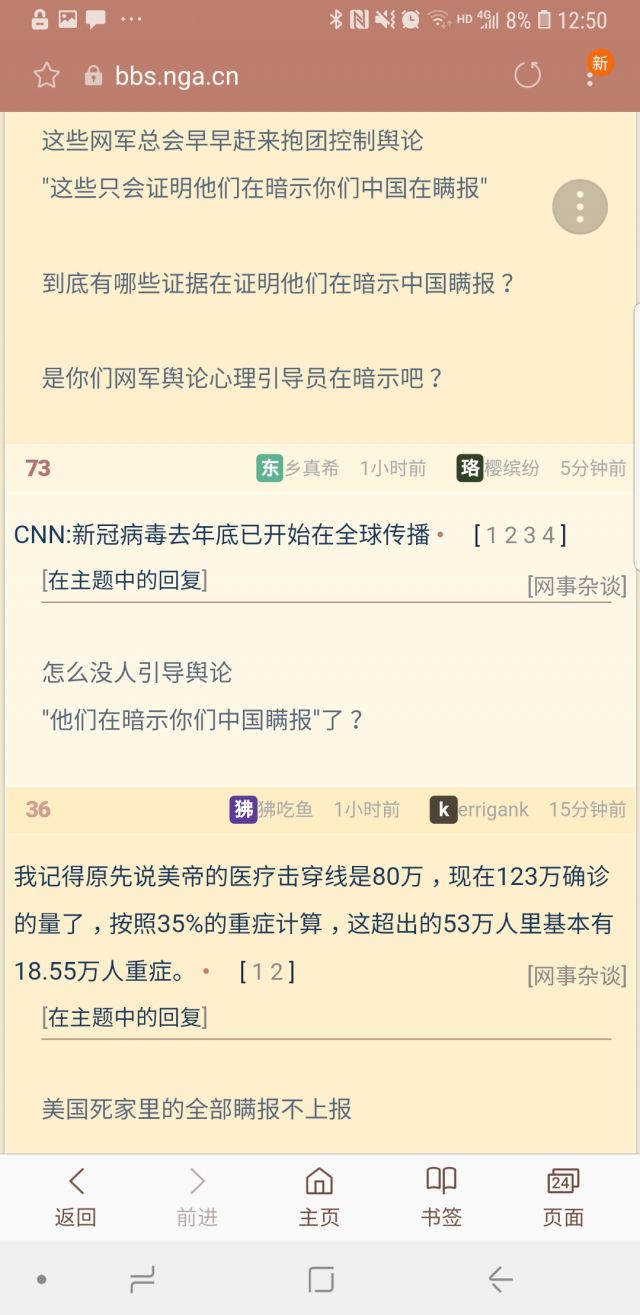 HD 4G 8% 12:50
bbs.nga.cn
新
这些网军总会早早赶来抱团控制舆论
"这些只会证明他们在暗示你们中国在瞒报"
到底有哪些证据在证明他们在暗示中国瞒报？
是你们网军舆论心理引导员在暗示吧？
73 东乡真希 1小时前 珞樱缤纷 5分钟前
CNN:新冠病毒去年底已开始在全球传播 [1 2 3 4]
[在主题中的回复] [网事杂谈]
怎么没人引导舆论
"他们在暗示你们中国瞒报"了？
36 狒狒吃鱼 1小时前 kerrigank 15分钟前
我记得原先说美帝的医疗击穿线是80万，现在123万确诊
的量了，按照35%的重症计算，这超出的53万人里基本有
18.55万人重症。 [1 2] [网事杂谈]
[在主题中的回复]
美国死家里的全部瞒报不上报
24
返回 前进 主页 书签 页面